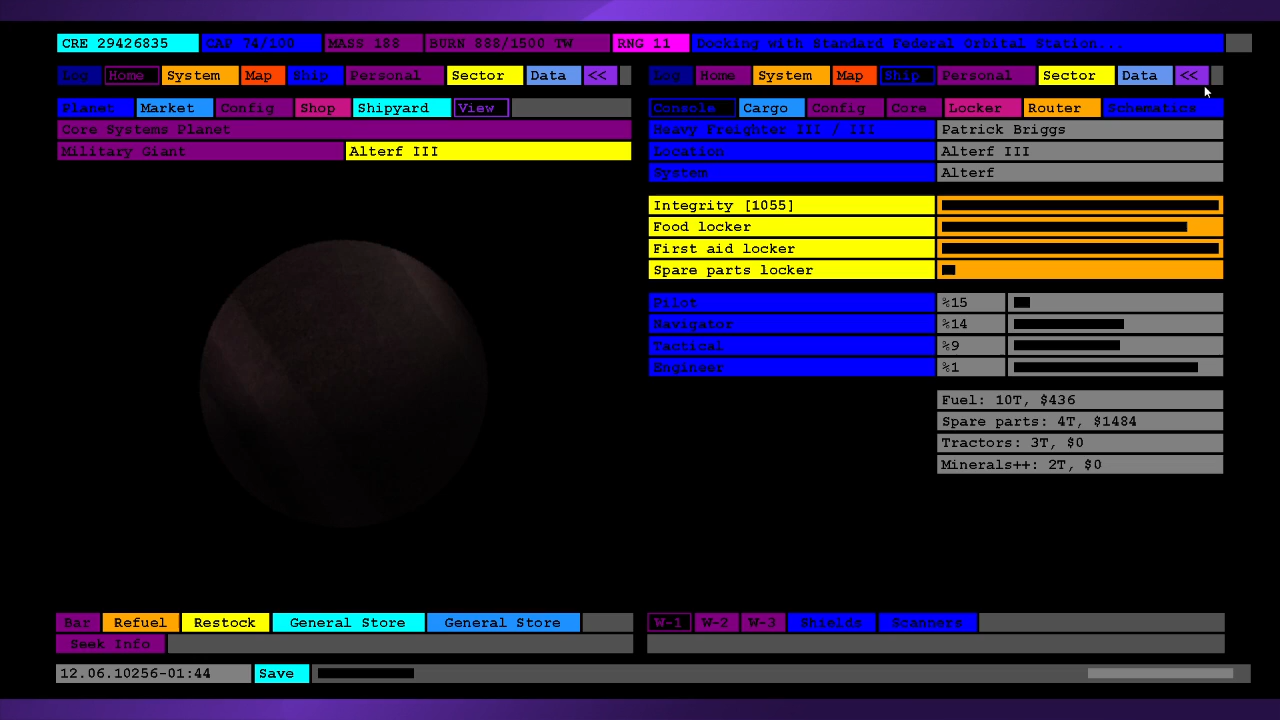 CRE 29426835 CAP 74/100 MASS 188 BURN 888/1500 TW RNG 11 Docking with Standard Federal Orbital Station...
Log Home System Map Ship Personal Sector Data <<
Planet Market Config Shop Shipyard View
Core Systems Planet
Military Giant Alterf III
Log Home System Map Ship Personal Sector Data <<
Console Cargo Config Core Locker Router Schematics
Heavy Freighter III / III Patrick Briggs
Location Alterf III
System Alterf
Integrity [1055]
Food locker
First aid locker
Spare parts locker
Pilot %15
Navigator %14
Tactical %9
Engineer %1
Fuel: 10T, $436
Spare parts: 4T, $1484
Tractors: 3T, $0
Minerals++: 2T, $0
Bar Refuel Restock General Store General Store
Seek Info
W-1 W-2 W-3 Shields Scanners
12.06.10256-01:44 Save